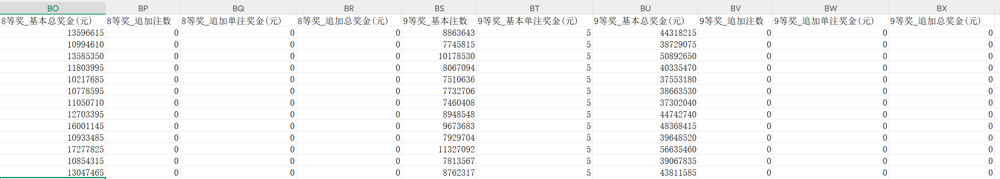 BO BP BQ BR BS BT BU BV BW BX
8等奖_基本总奖金(元) 8等奖_追加注数 8等奖_追加单注奖金(元) 8等奖_追加总奖金(元) 9等奖_基本注数 9等奖_基本单注奖金(元) 9等奖_基本总奖金(元) 9等奖_追加注数 9等奖_追加单注奖金(元) 9等奖_追加总奖金(元)
13596615 0 0 0 8863643 5 44318215 0 0 0
10994610 0 0 0 7745815 5 38729075 0 0 0
13585350 0 0 0 10178530 5 50892650 0 0 0
11803995 0 0 0 8067094 5 40335470 0 0 0
10217685 0 0 0 7510636 5 37553180 0 0 0
10778595 0 0 0 7732706 5 38663530 0 0 0
11050710 0 0 0 7460408 5 37302040 0 0 0
12703395 0 0 0 8948548 5 44742740 0 0 0
16001145 0 0 0 9673683 5 48368415 0 0 0
10933485 0 0 0 7929704 5 39648520 0 0 0
17277825 0 0 0 11327092 5 56635460 0 0 0
10854315 0 0 0 7813567 5 39067835 0 0 0
13047465 0 0 0 8762317 5 43811585 0 0 0